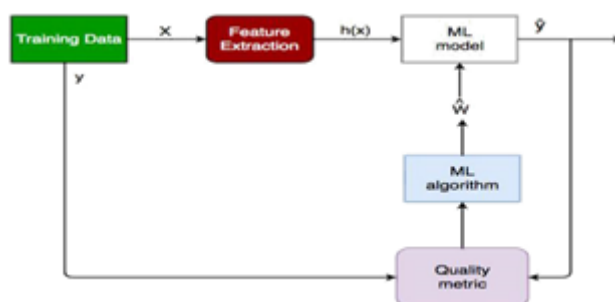 Training Data
X
Feature
Extraction
h(x)
ML
model
ŷ
y
ŵ
ML
algorithm
Quality
metric